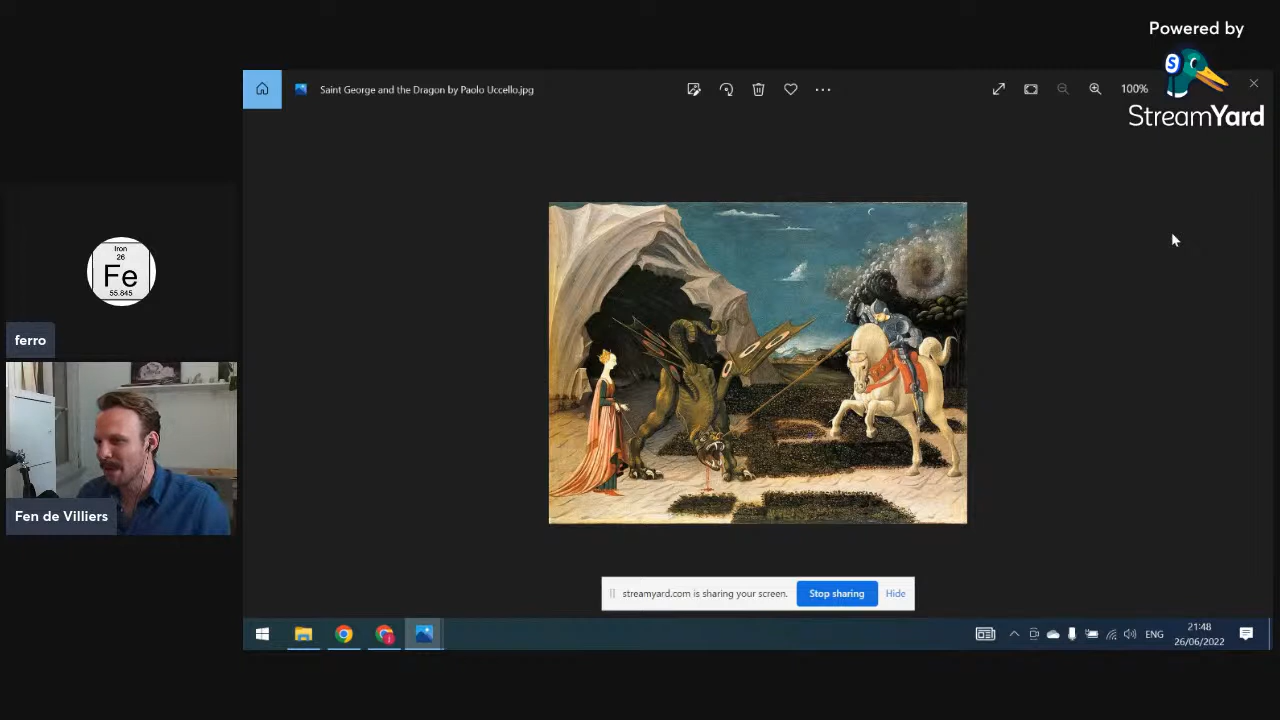 Powered by
S
StreamYard
Saint George and the Dragon by Paolo Uccello.jpg
100%
Iron
26
Fe
55.845
ferro
Fen de Villiers
streamyard.com is sharing your screen.
Stop sharing
Hide
ENG
21:48
26/06/2022